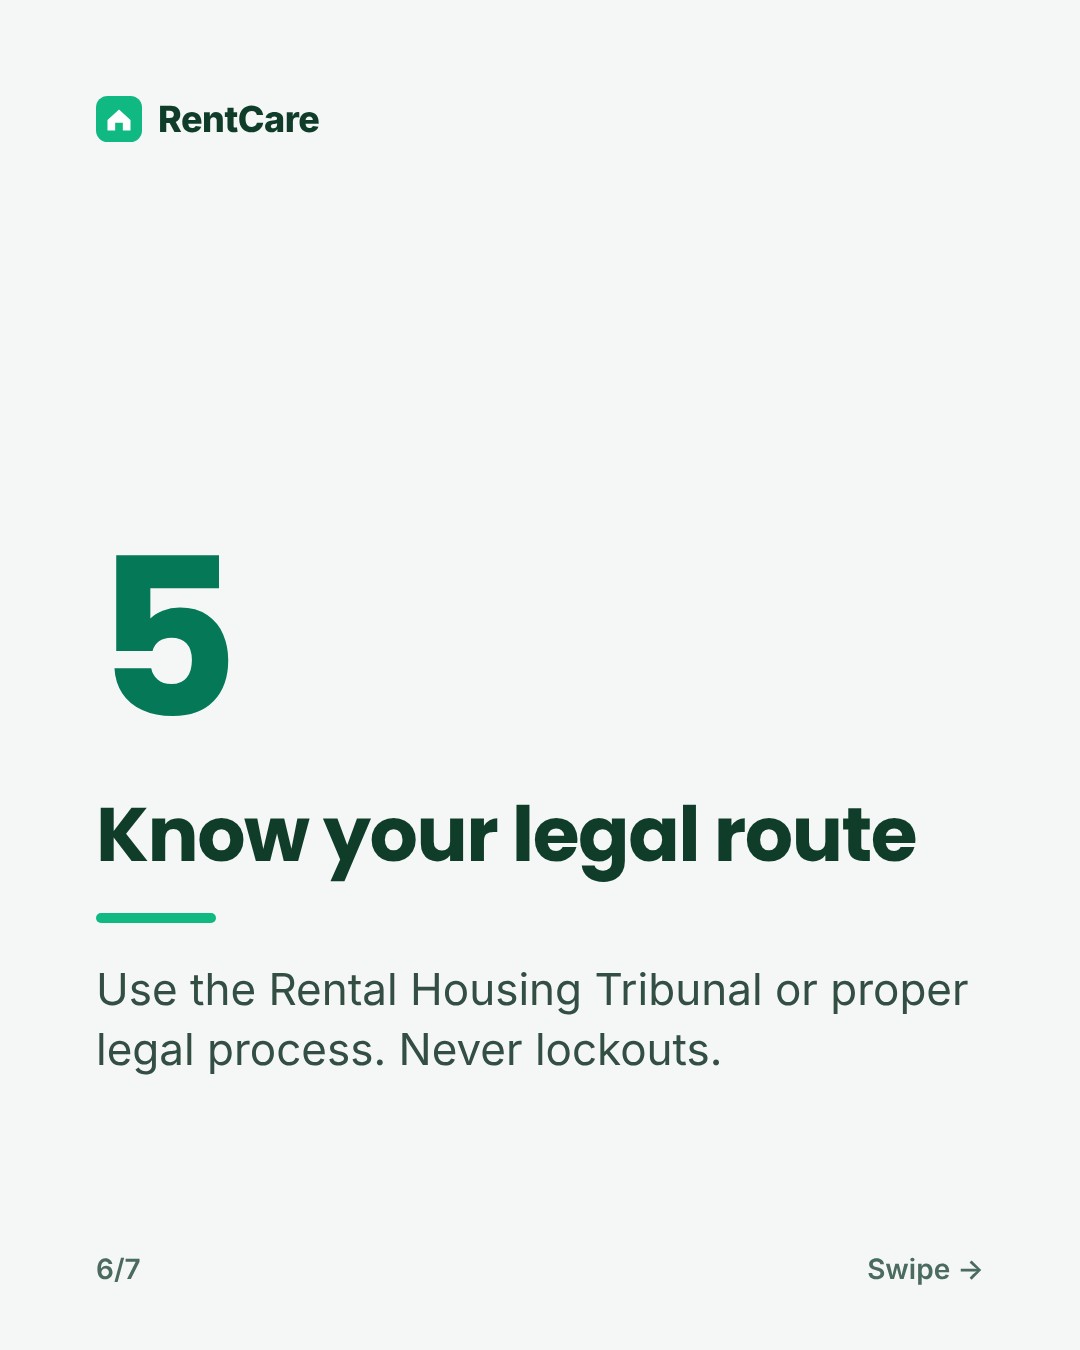 RentCare
5
Know your legal route
Use the Rental Housing Tribunal or proper
legal process. Never lockouts.
6/7
Swipe →